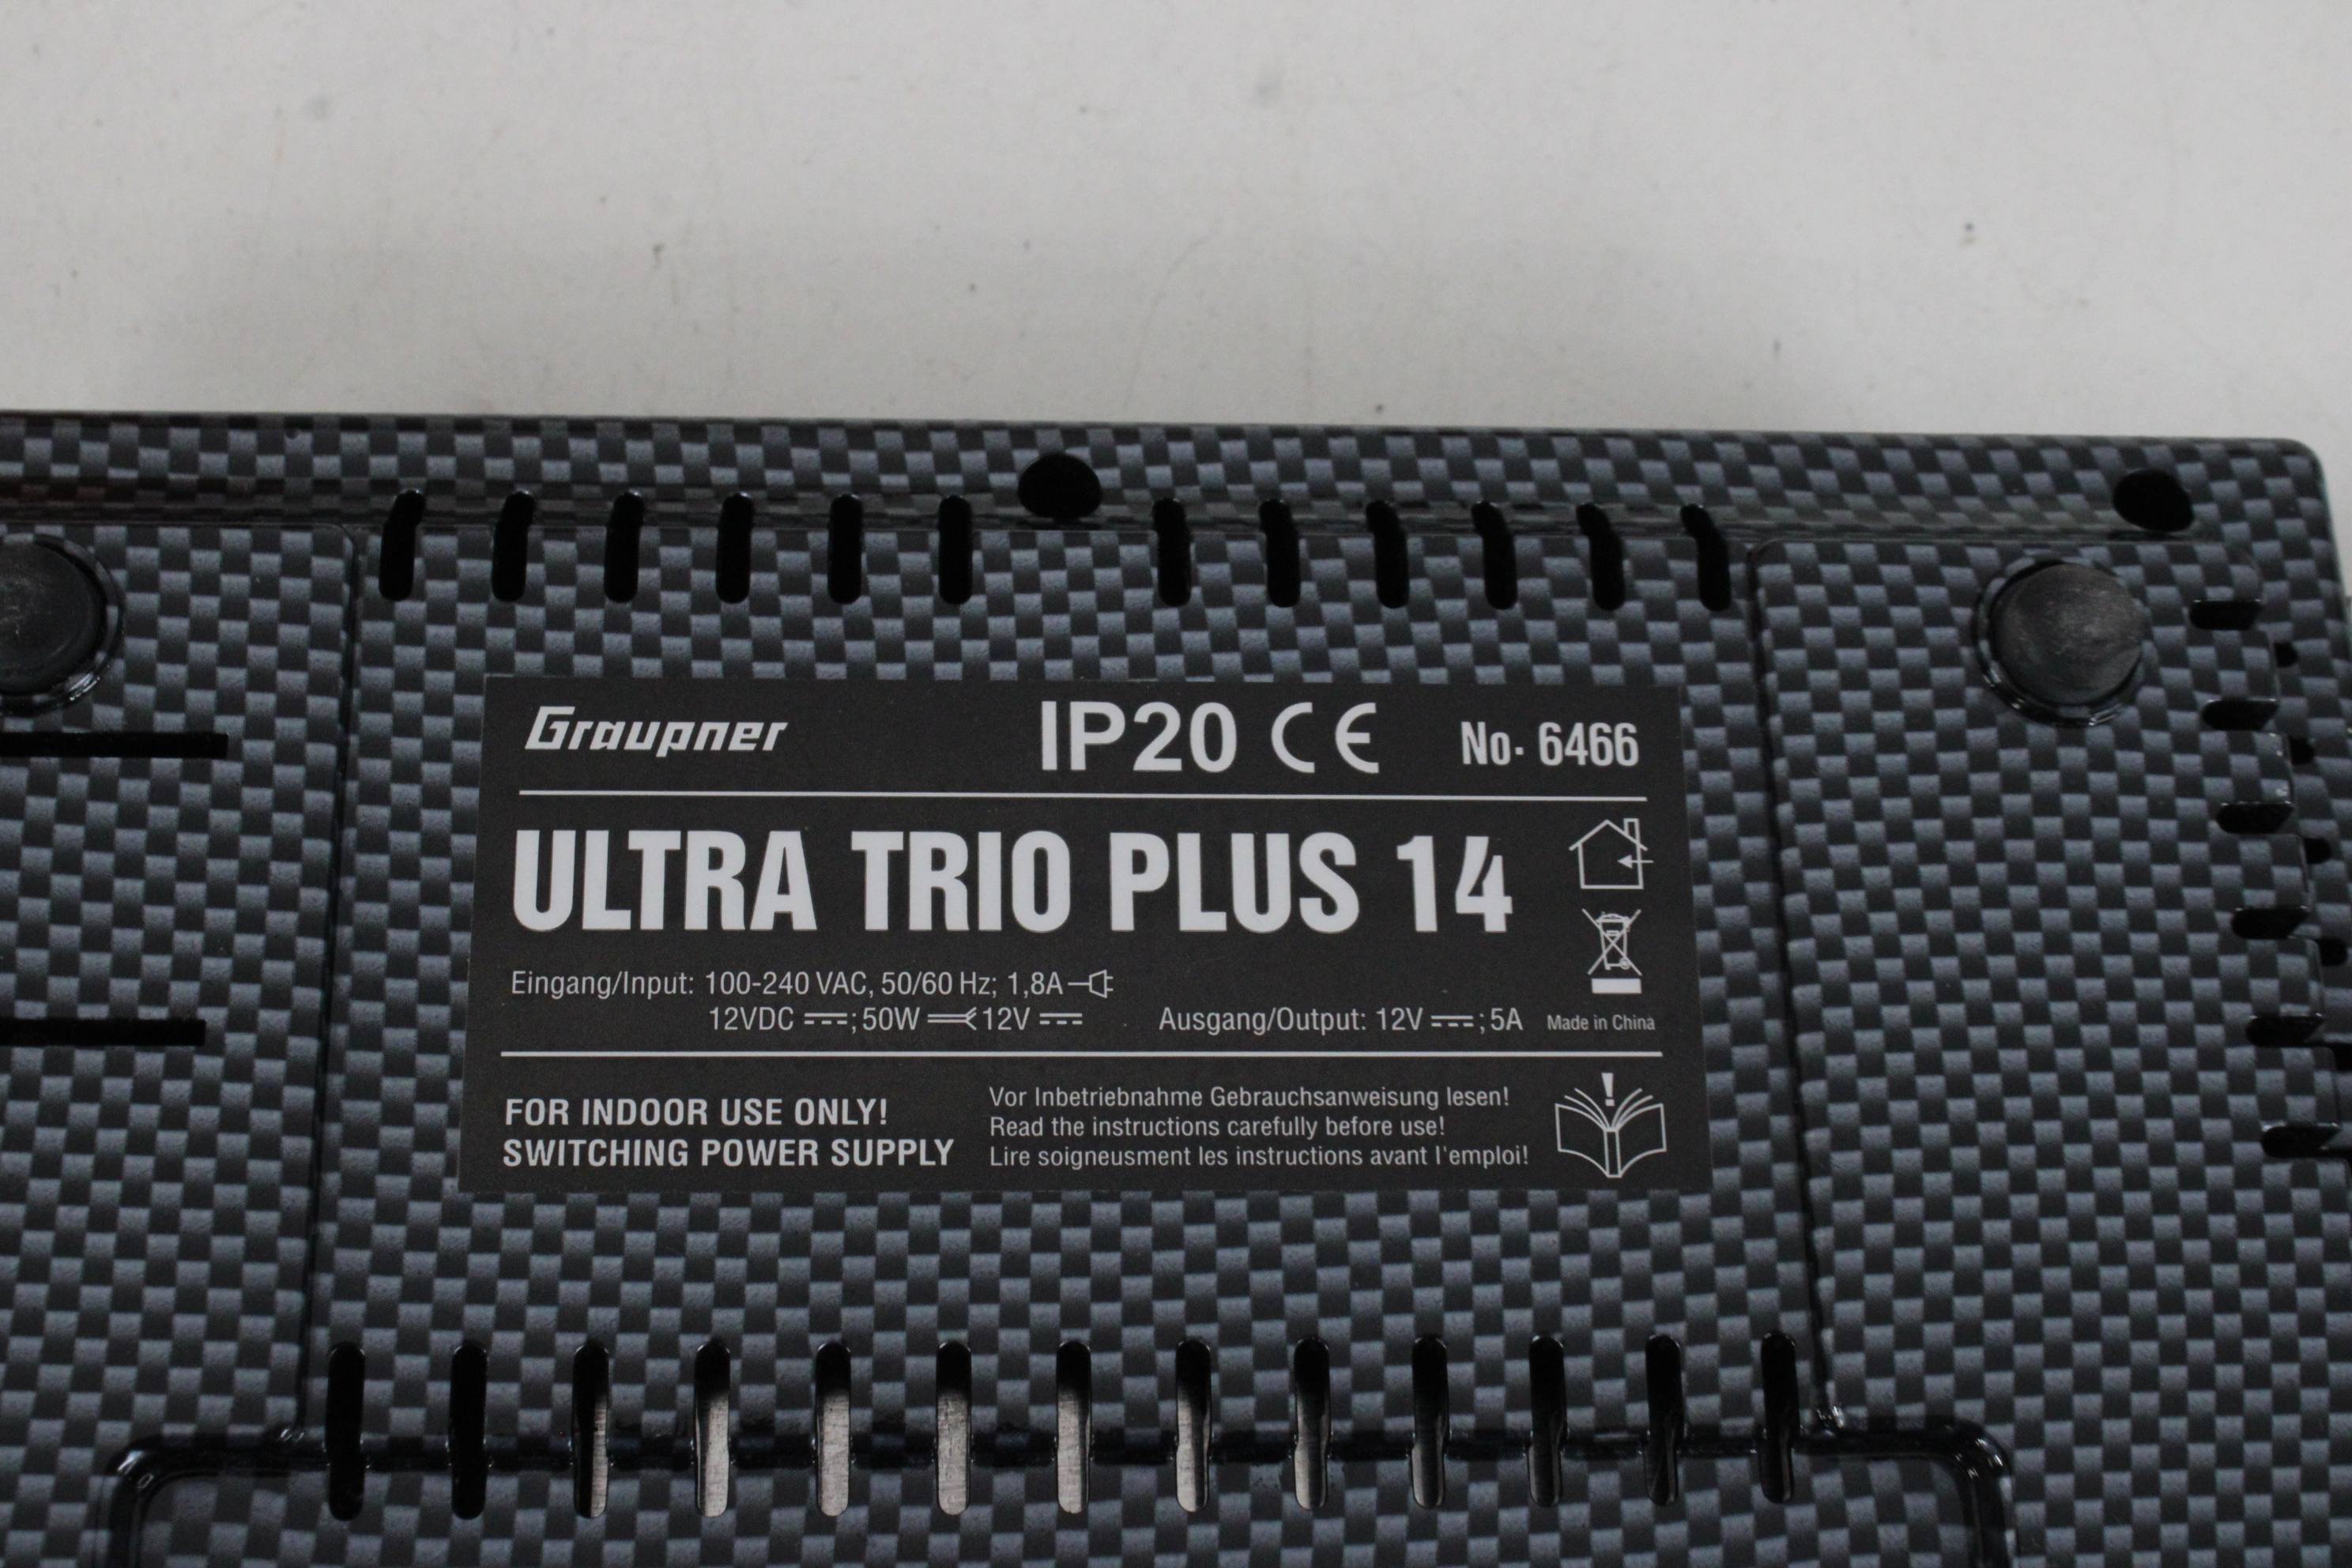 Graupner IP20 CE No. 6466
ULTRA TRIO PLUS 14
Eingang/Input: 100-240 VAC, 50/60 Hz; 1,8A
12VDC ; 50W 12V Ausgang/Output: 12V ; 5A Made in China
FOR INDOOR USE ONLY!
SWITCHING POWER SUPPLY
Vor Inbetriebnahme Gebrauchsanweisung lesen!
Read the instructions carefully before use!
Lire soigneusment les instructions avant l'emploi!